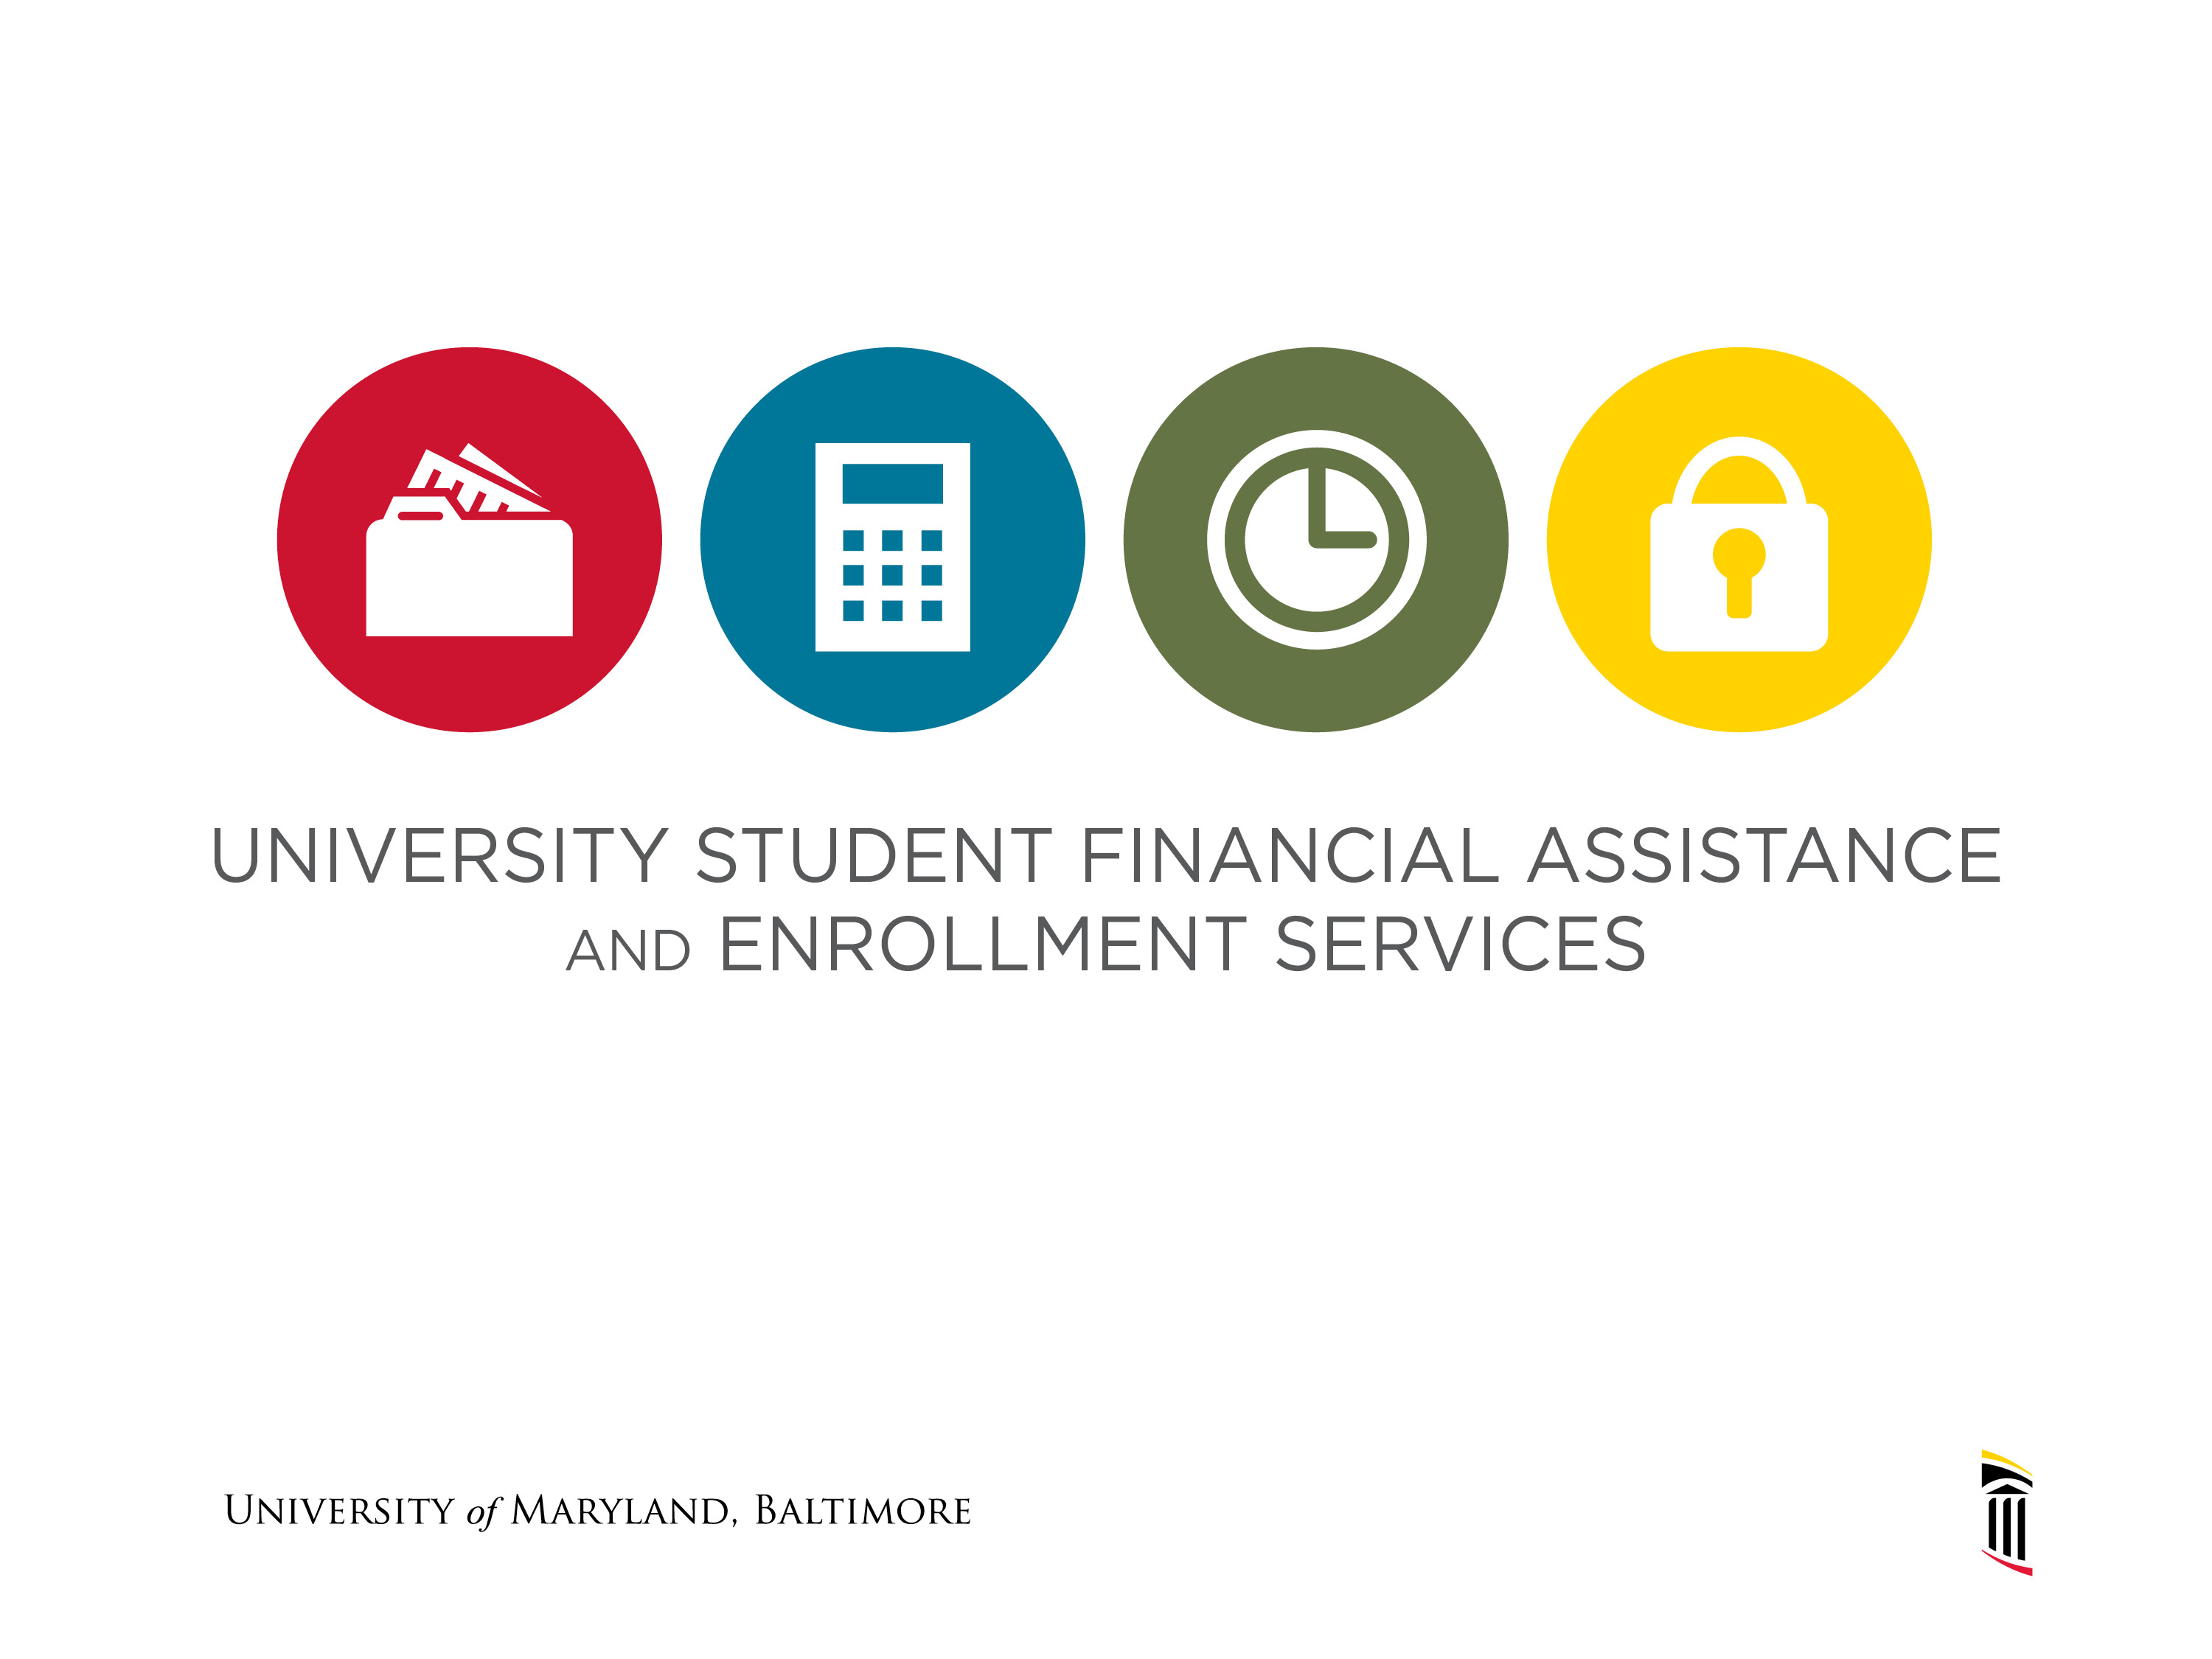 UNIVERSITY STUDENT FINANCIAL ASSISTANCE
AND ENROLLMENT SERVICES
UNIVERSITY of MARYLAND, BALTIMORE